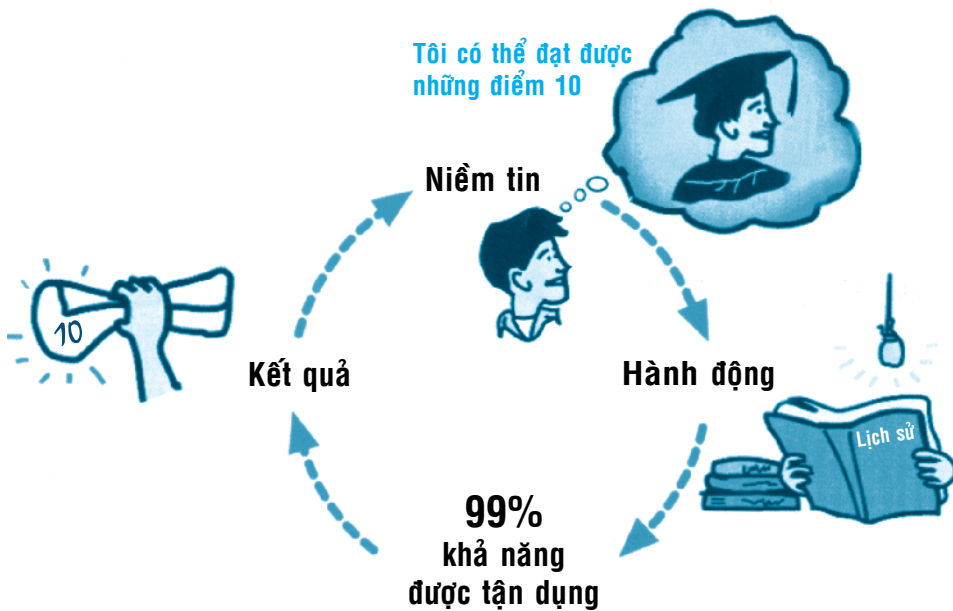 Tôi có thể đạt được
những điểm 10
Niềm tin
Hành động
Lịch sử
99%
khả năng
được tận dụng
Kết quả
10